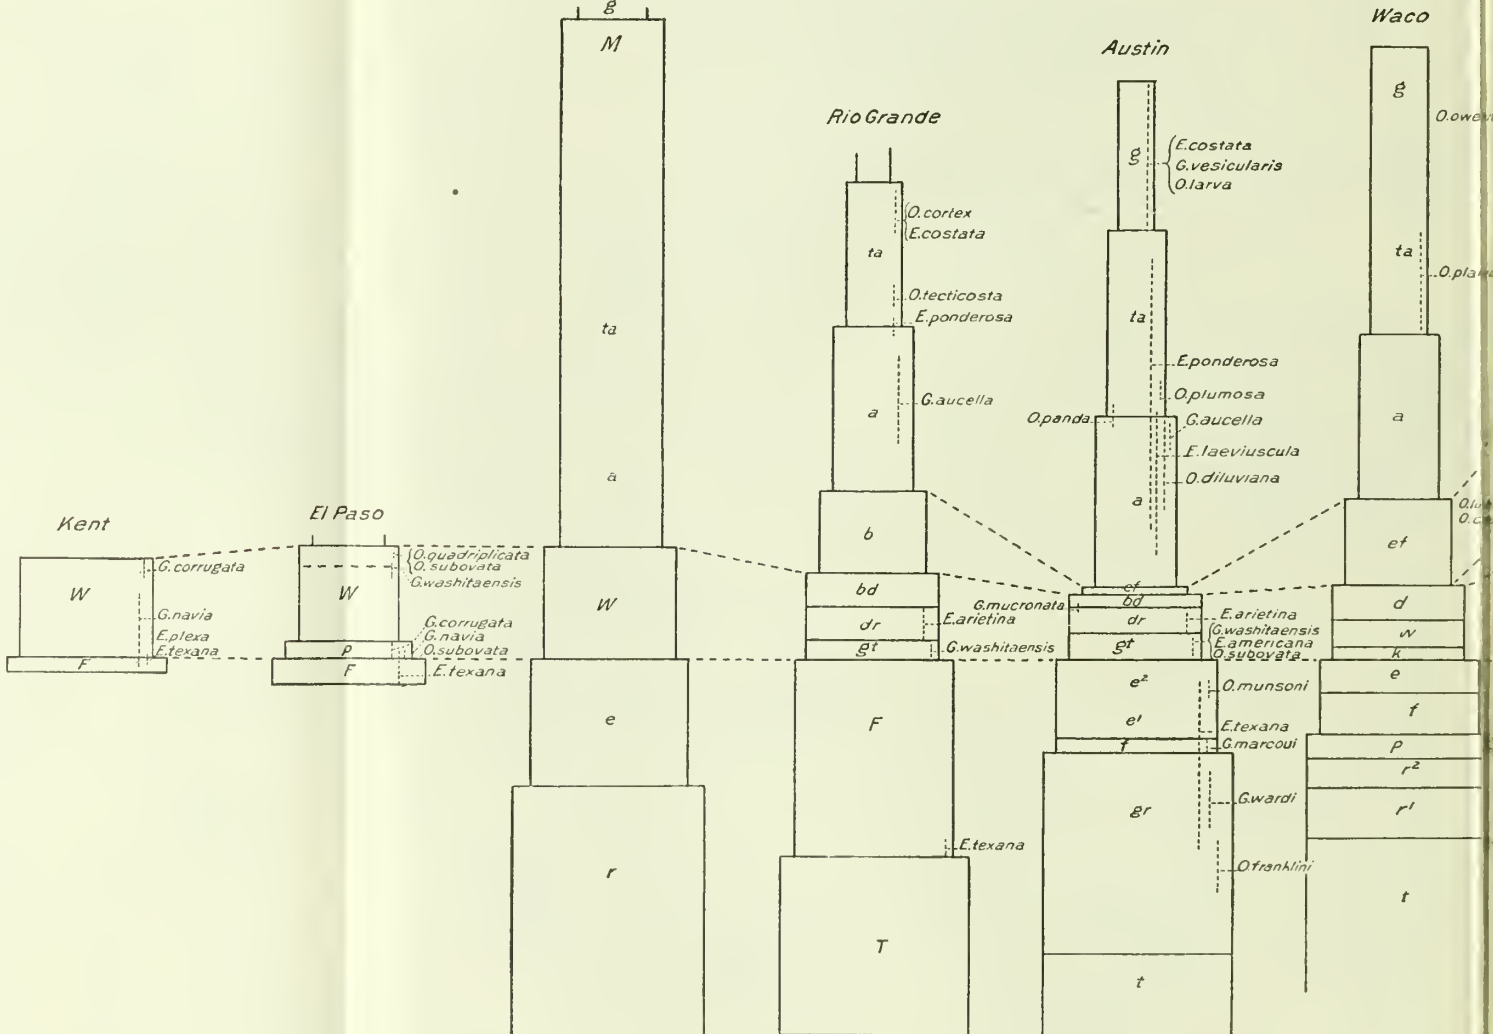 Kent
G.corrugata
W
G.navia
E.plexa
E.texana
F
El Paso
O.quadriplicata
O.subovata
G.washitaensis
W
G.corrugata
G.navia
O.subovata
P
F
E.texana
g
M
ta
a
W
e
r
Rio Grande
O.cortex
E.costata
ta
O.tecticosta
E.ponderosa
a
G.aucella
b
bd
dr
E.arietina
gt
G.washitaensis
F
E.texana
T
Austin
g
E.costata
G.vesicularis
O.larva
ta
E.ponderosa
O.plumosa
O.panda
G.aucella
E.laeviuscula
a
O.diluviana
ef
bd
G.mucronata
dr
E.arietina
gt
G.washitaensis
E.americana
O.subovata
e²
O.munsoni
e'
E.texana
f
G.marcoui
gr
G.wardi
O.franklini
t
Waco
g
ta
a
ef
d
w
k
e
f
P
r²
r'
t